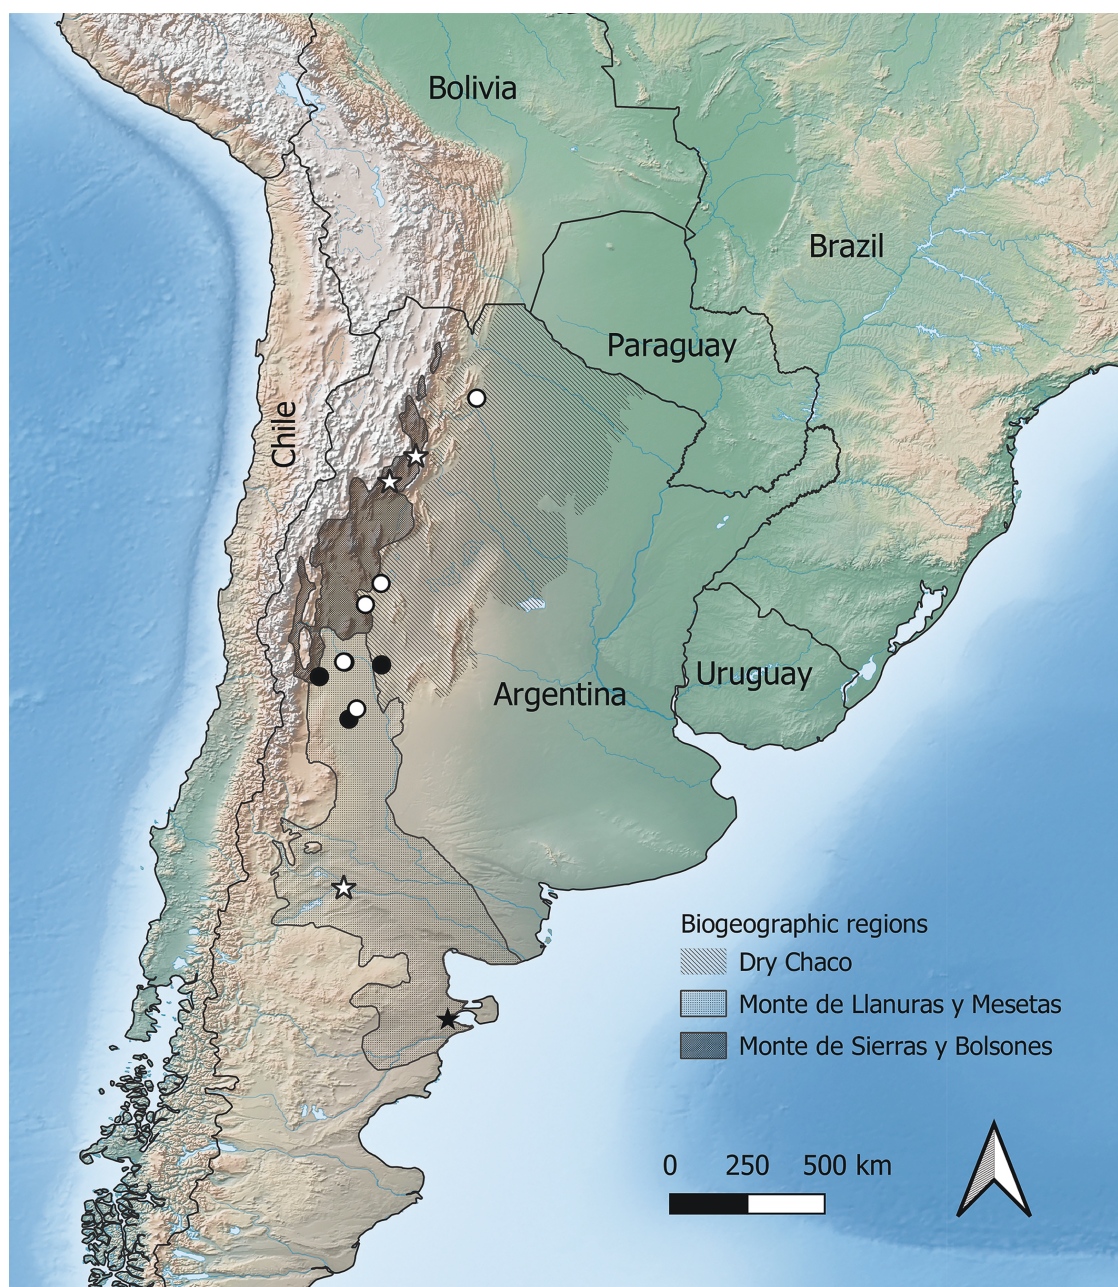 Bolivia
Brazil
Paraguay
Chile
Uruguay
Argentina
Biogeographic regions
Dry Chaco
Monte de Llanuras y Mesetas
Monte de Sierras y Bolsones
0 250 500 km